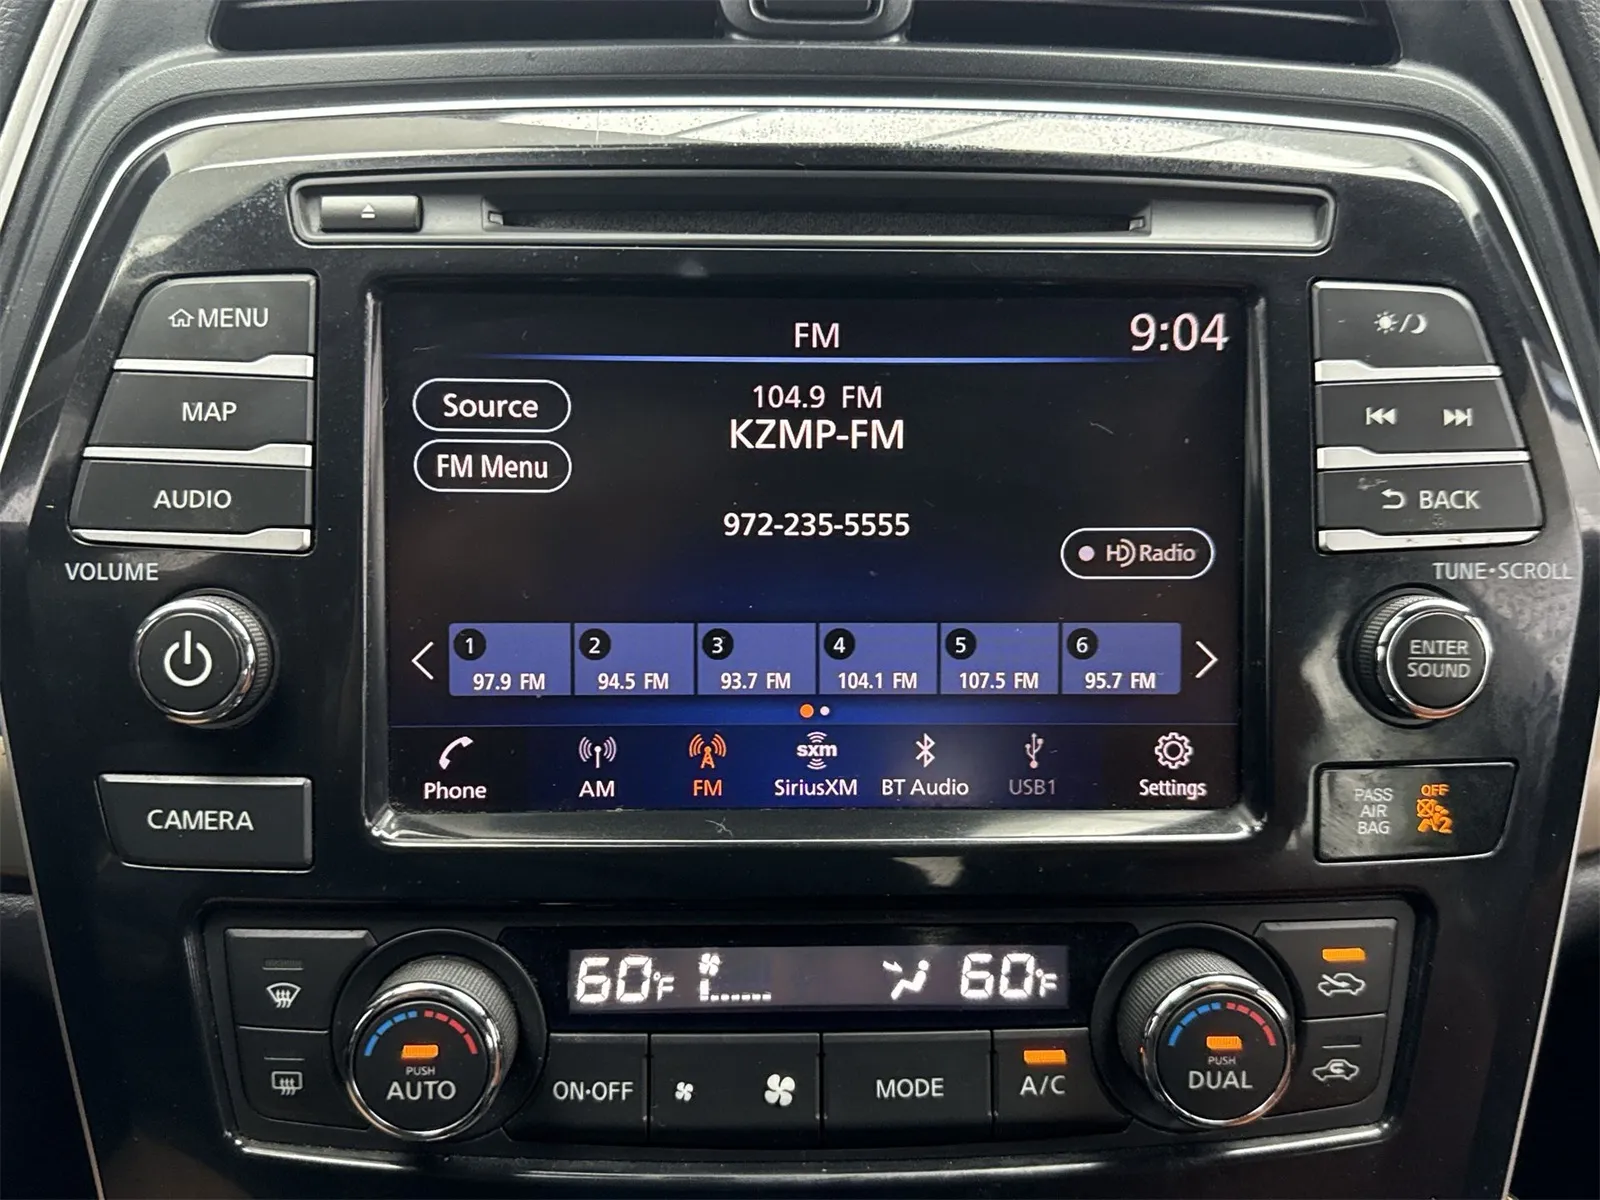 FM
9:04
MENU
Source
104.9 FM
KZMP-FM
MAP
FM Menu
AUDIO
BACK
972-235-5555
HD Radio
VOLUME
TUNE•SCROLL
1 2 3 4 5 6
97.9 FM 94.5 FM 93.7 FM 104.1 FM 107.5 FM 95.7 FM
ENTER
SOUND
sxm
Phone AM FM SiriusXM BT Audio USB1 Settings
CAMERA
PASS
AIR
BAG
OFF
2
60°F
60°F
PUSH
AUTO
ON•OFF
MODE
A/C
PUSH
DUAL